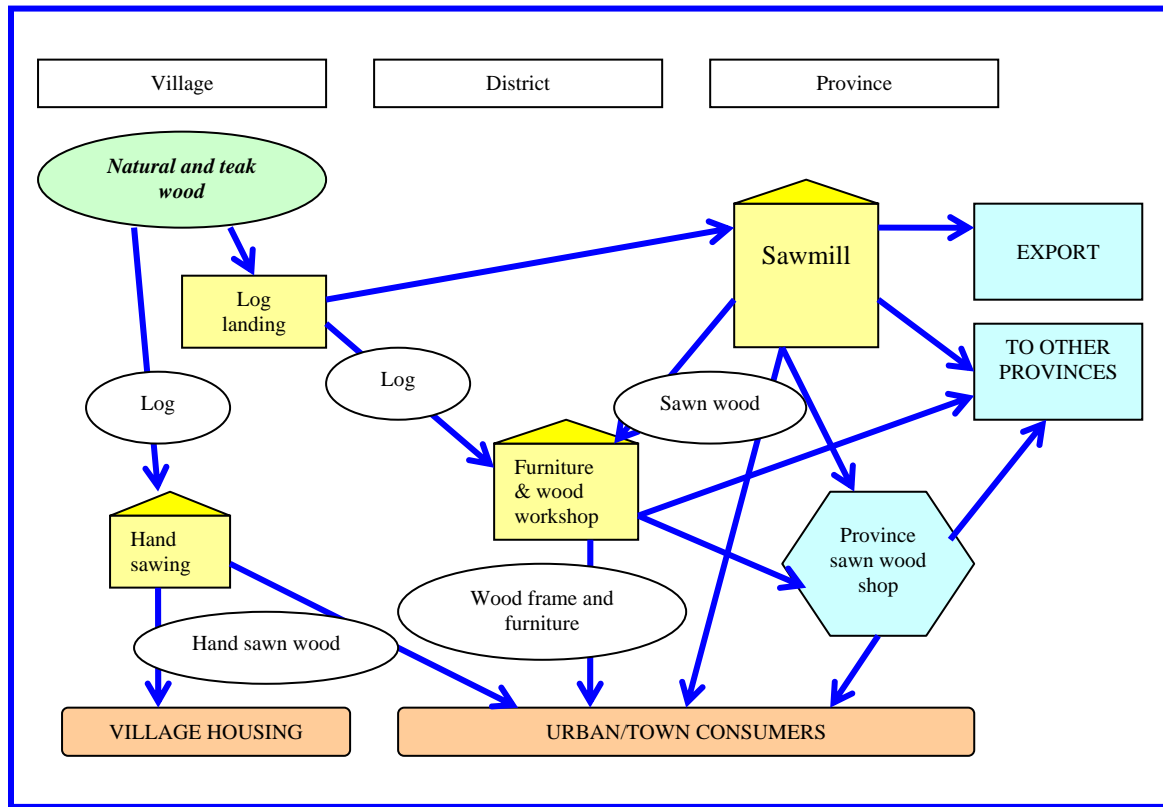 Village
District
Province
Natural and teak
wood
Sawmill
EXPORT
Log
landing
TO OTHER
PROVINCES
Log
Log
Sawn wood
Furniture
& wood
workshop
Hand
sawing
Province
sawn wood
shop
Wood frame and
furniture
Hand sawn wood
VILLAGE HOUSING
URBAN/TOWN CONSUMERS